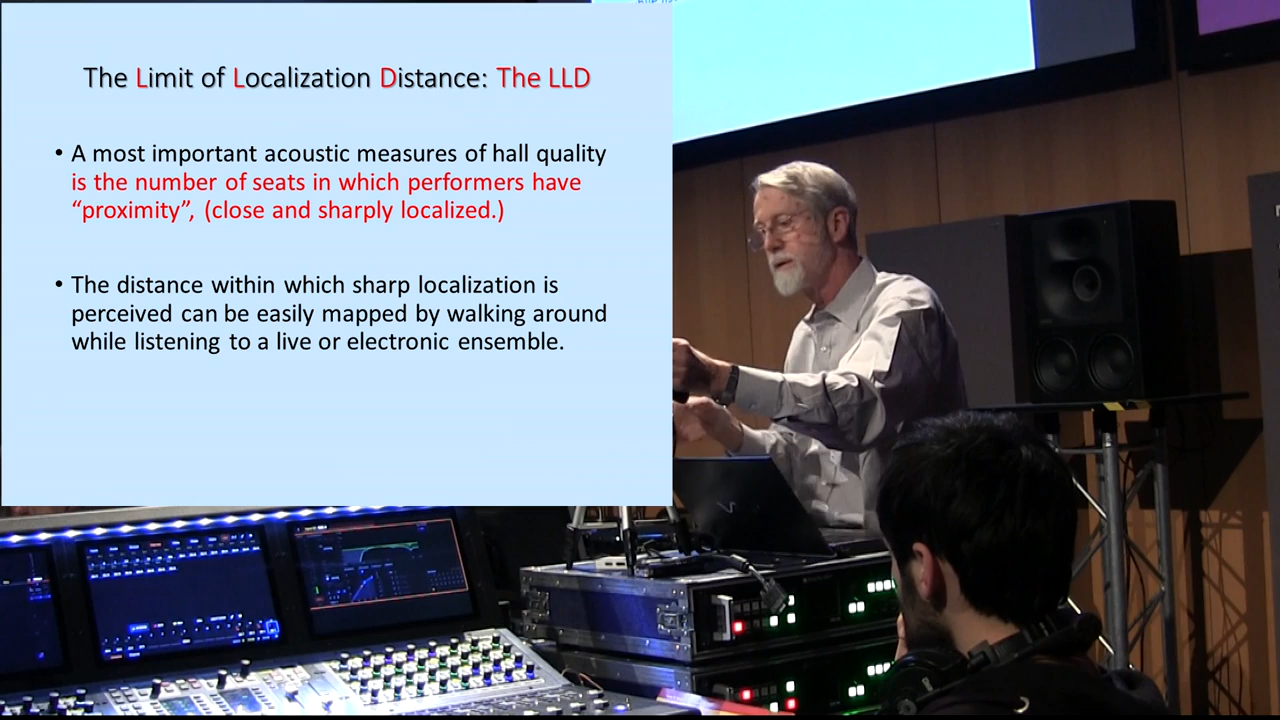 The Limit of Localization Distance: The LLD
• A most important acoustic measures of hall quality
is the number of seats in which performers have
“proximity”, (close and sharply localized.)
• The distance within which sharp localization is
perceived can be easily mapped by walking around
while listening to a live or electronic ensemble.